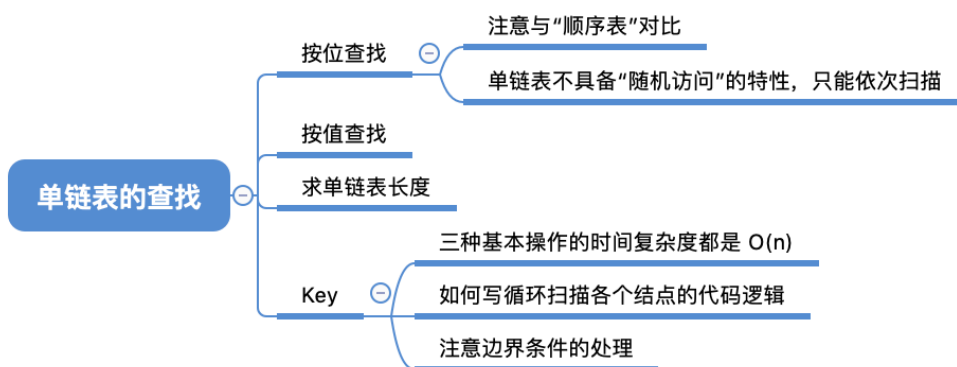 单链表的查找
按位查找
注意与“顺序表”对比
单链表不具备“随机访问”的特性，只能依次扫描
按值查找
求单链表长度
Key
三种基本操作的时间复杂度都是 O(n)
如何写循环扫描各个结点的代码逻辑
注意边界条件的处理